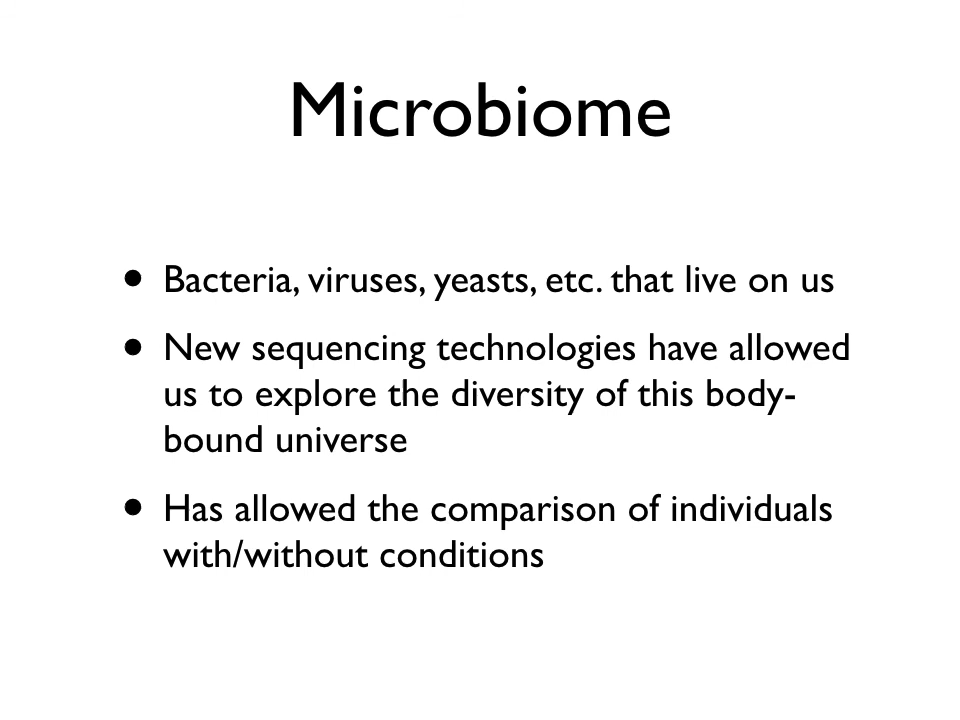 Microbiome
• Bacteria, viruses, yeasts, etc. that live on us
• New sequencing technologies have allowed
us to explore the diversity of this body-
bound universe
• Has allowed the comparison of individuals
with/without conditions